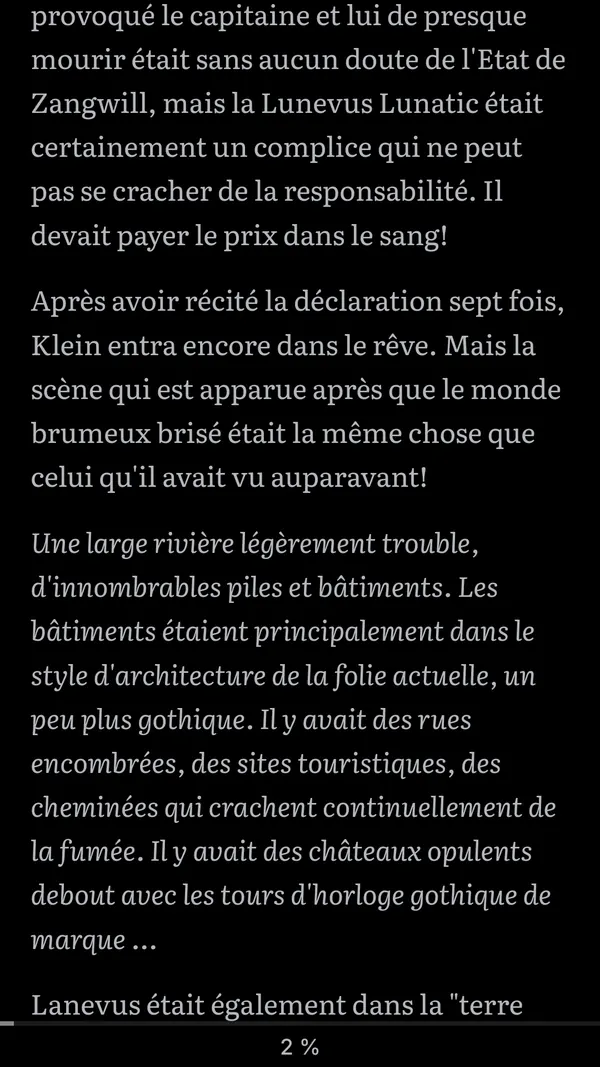 provoqué le capitaine et lui de presque
mourir était sans aucun doute de l'Etat de
Zangwill, mais la Lunevus Lunatic était
certainement un complice qui ne peut
pas se cracher de la responsabilité. Il
devait payer le prix dans le sang!
Après avoir récité la déclaration sept fois,
Klein entra encore dans le rêve. Mais la
scène qui est apparue après que le monde
brumeux brisé était la même chose que
celui qu'il avait vu auparavant!
Une large rivière légèrement trouble,
d'innombrables piles et bâtiments. Les
bâtiments étaient principalement dans le
style d'architecture de la folie actuelle, un
peu plus gothique. Il y avait des rues
encombrées, des sites touristiques, des
cheminées qui crachent continuellement de
la fumée. Il y avait des châteaux opulents
debout avec les tours d'horloge gothique de
marque ...
Lanevus était également dans la "terre
2 %